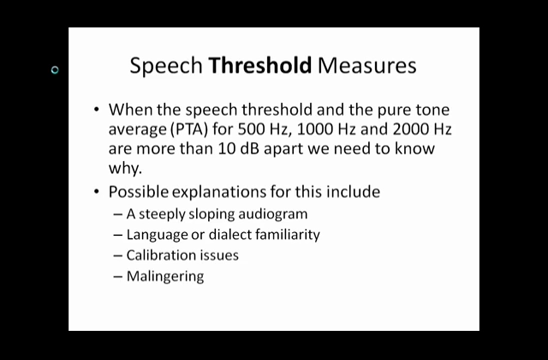 Speech Threshold Measures
• When the speech threshold and the pure tone
average (PTA) for 500 Hz, 1000 Hz and 2000 Hz
are more than 10 dB apart we need to know
why.
• Possible explanations for this include
– A steeply sloping audiogram
– Language or dialect familiarity
– Calibration issues
– Malingering